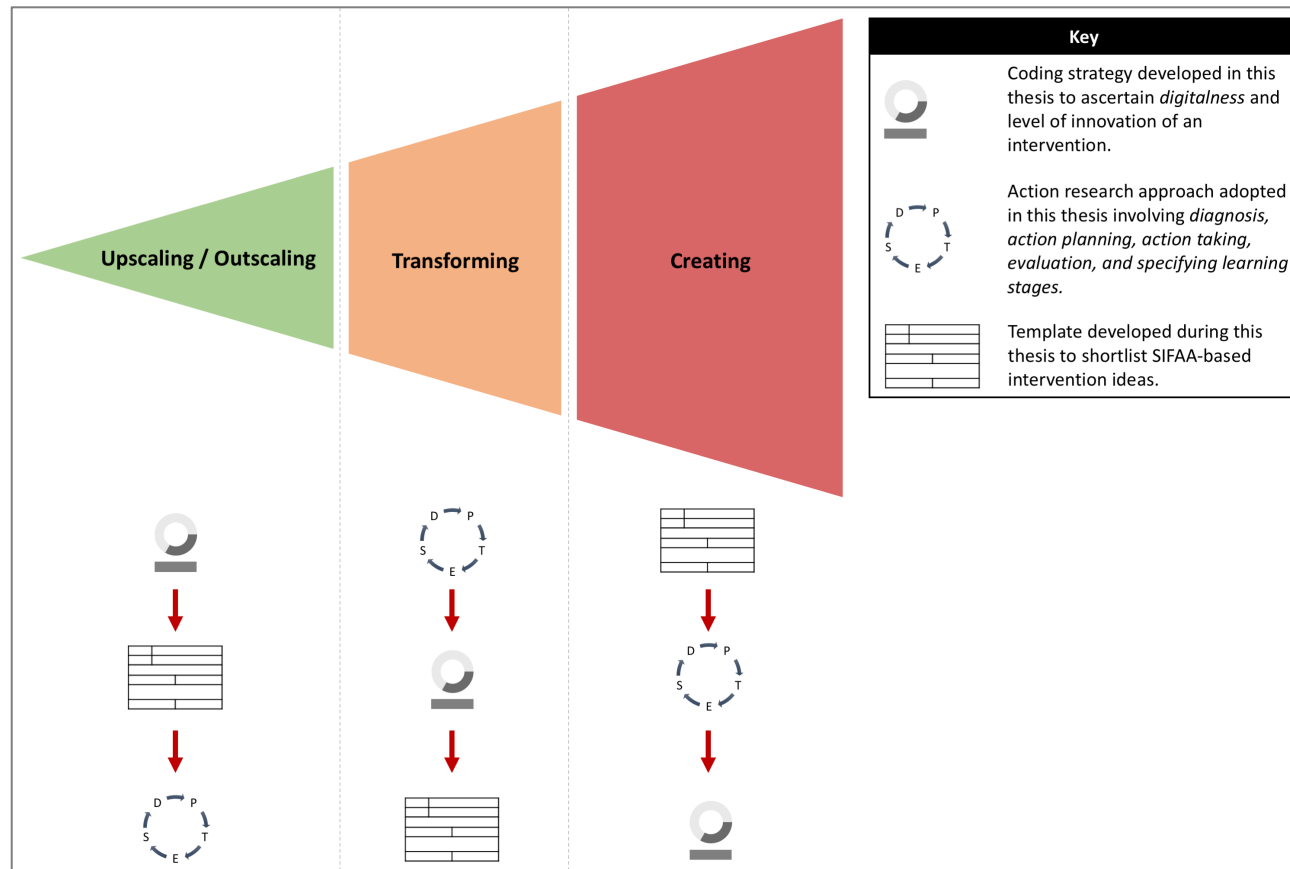 Key
Coding strategy developed in this
thesis to ascertain digitalness and
level of innovation of an
intervention.
Action research approach adopted
in this thesis involving diagnosis,
action planning, action taking,
evaluation, and specifying learning
stages.
Template developed during this
thesis to shortlist SIFAA-based
intervention ideas.
D P
S T
E
Upscaling / Outscaling
Transforming
Creating
D P
S T
E
D P
S T
E
D P
S T
E